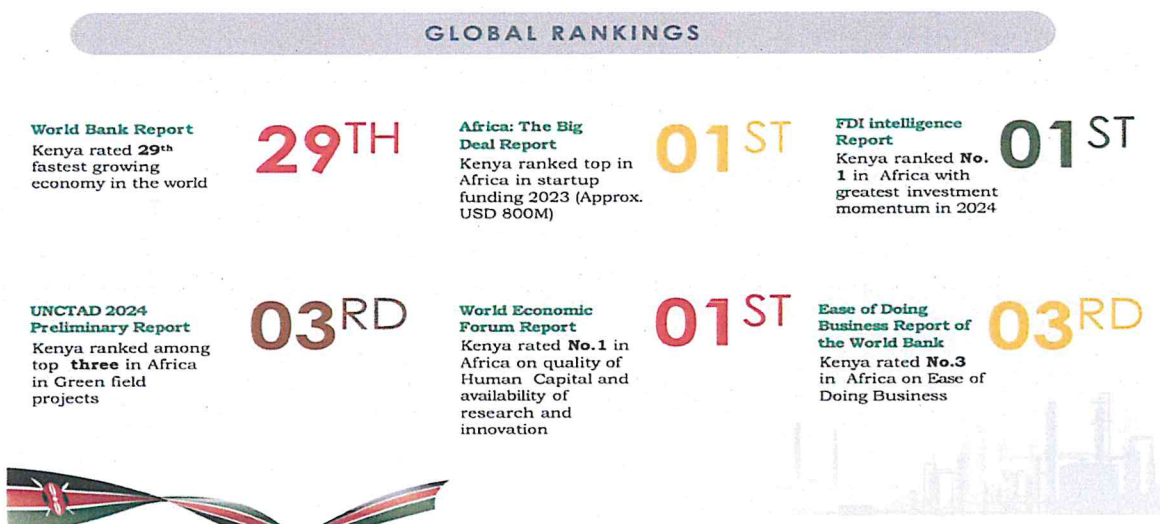 GLOBAL RANKINGS
World Bank Report
Kenya rated 29th
fastest growing
economy in the world
29TH
Africa: The Big
Deal Report
Kenya ranked top in
Africa in startup
funding 2023 (Approx.
USD 800M)
01ST
FDI intelligence
Report
Kenya ranked No.
1 in Africa with
greatest investment
momentum in 2024
01ST
UNCTAD 2024
Preliminary Report
Kenya ranked among
top three in Africa
in Green field
projects
03RD
World Economic
Forum Report
Kenya rated No.1 in
Africa on quality of
Human Capital and
availability of
research and
innovation
01ST
Ease of Doing
Business Report of
the World Bank
Kenya rated No.3
in Africa on Ease of
Doing Business
03RD